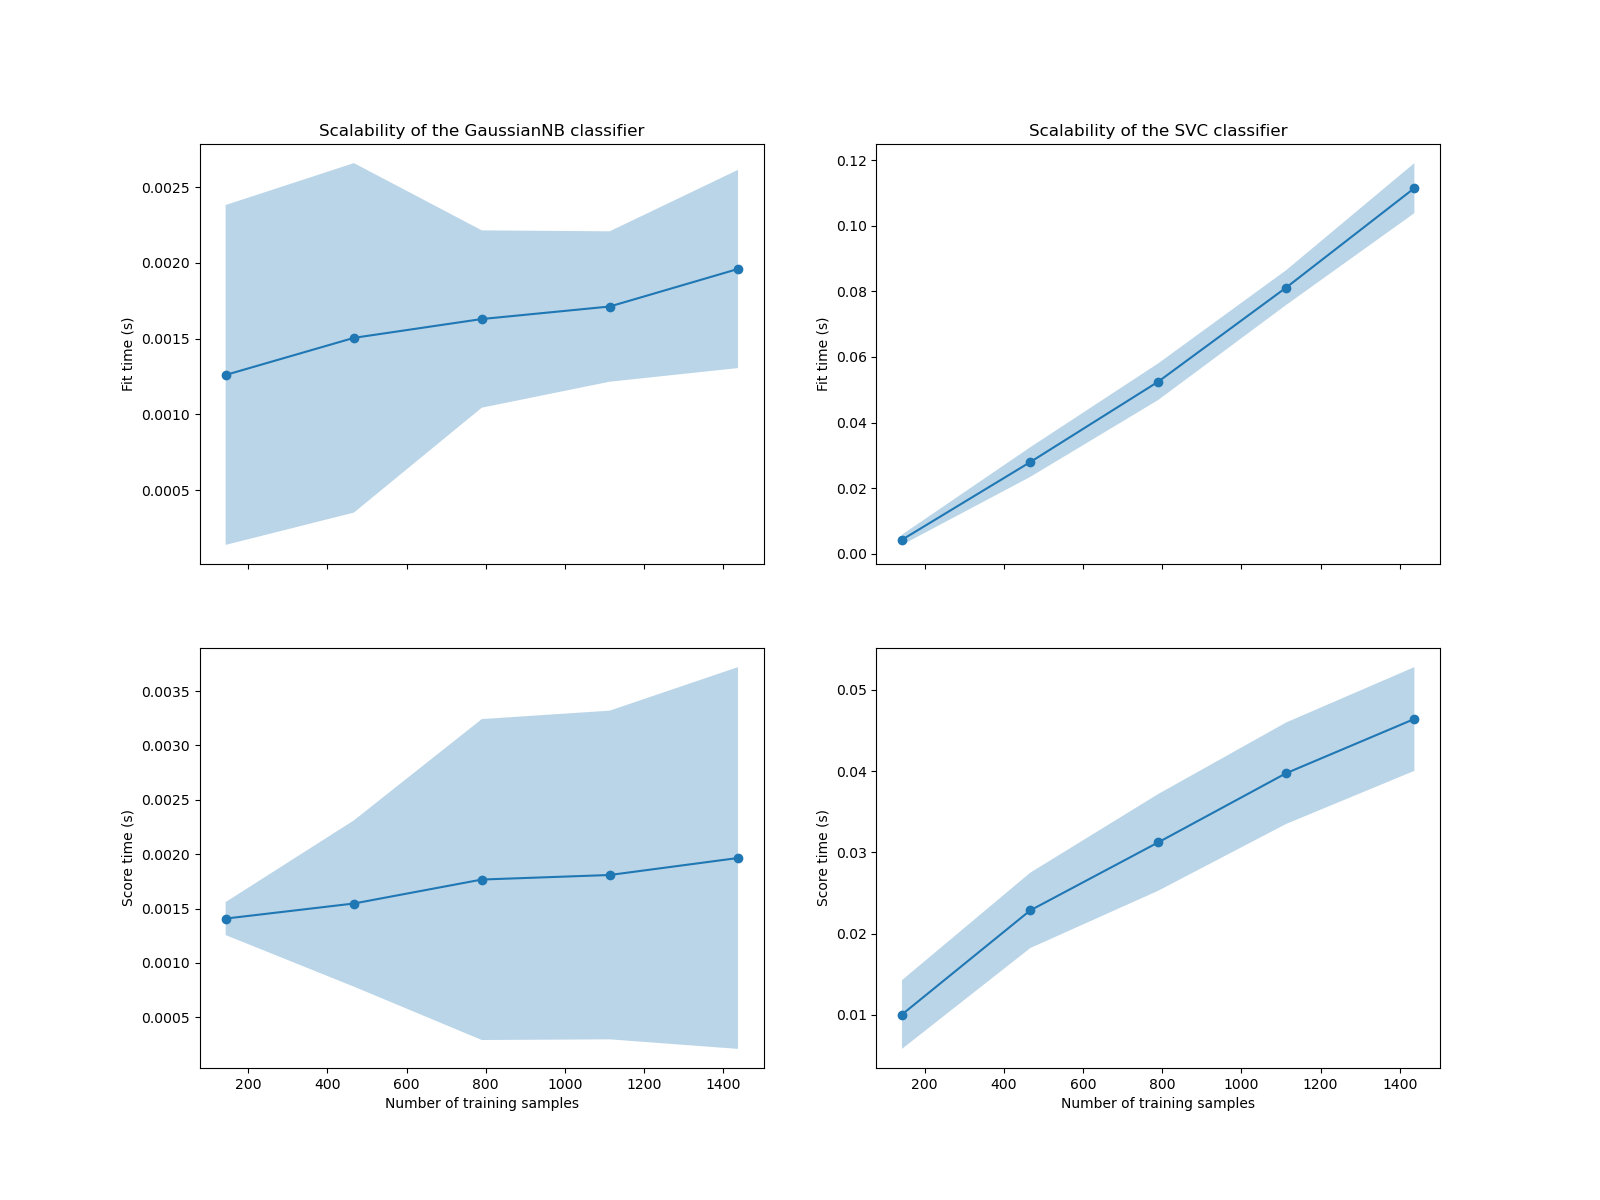 Scalability of the GaussianNB classifier
0.0025
0.0020
0.0015
0.0010
0.0005
Fit time (s)
Scalability of the SVC classifier
0.12
0.10
0.08
0.06
0.04
0.02
0.00
Fit time (s)
0.0035
0.0030
0.0025
0.0020
0.0015
0.0010
0.0005
Score time (s)
200 400 600 800 1000 1200 1400
Number of training samples
0.05
0.04
0.03
0.02
0.01
Score time (s)
200 400 600 800 1000 1200 1400
Number of training samples